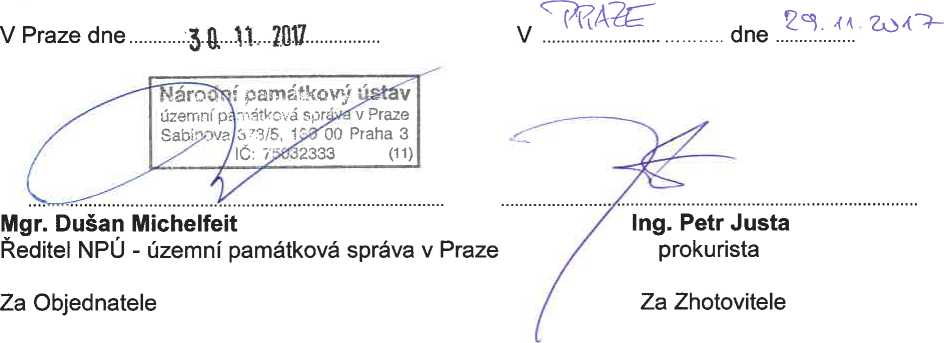 V Praze dne 30. 11. 2017
V PRAZE dne 29. 11. 2017
Národní památkový ústav
územní památková správa v Praze
Sabinova 373/5, 130 00 Praha 3
IČ: 75032333 (11)
Mgr. Dušan Michelfeit
Ředitel NPÚ - územní památková správa v Praze
Za Objednatele
Ing. Petr Justa
prokurista
Za Zhotovitele